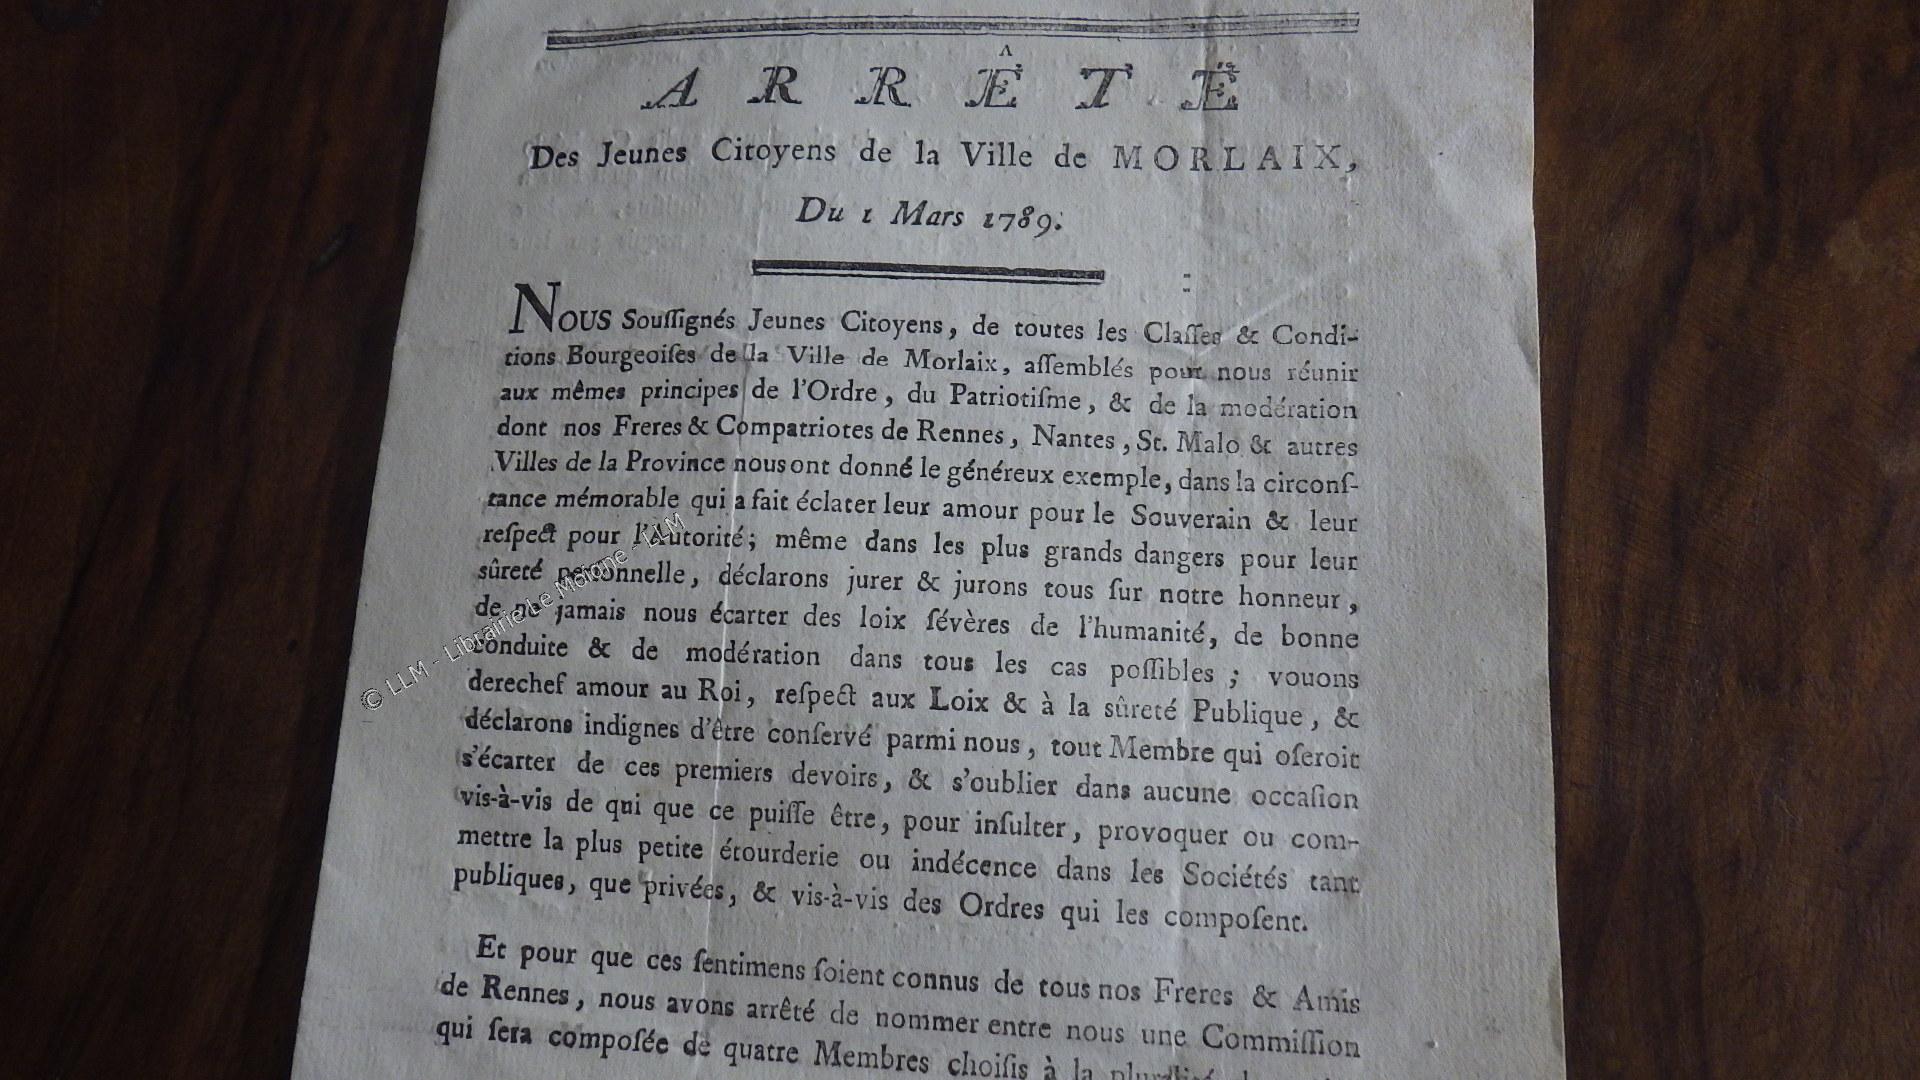 ARRÊTÉ
Des Jeunes Citoyens de la Ville de MORLAIX,
Du 1 Mars 1789.
NOUS Souſſignés Jeunes Citoyens, de toutes les Claſſes & Condi-
tions Bourgeoiſes de la Ville de Morlaix, aſſemblés pour nous réunir
aux mêmes principes de l'Ordre, du Patriotiſme, & de la modération
dont nos Freres & Compatriotes de Rennes, Nantes, St. Malo & autres
Villes de la Province nous ont donné le généreux exemple, dans la circonſ-
tance mémorable qui a fait éclater leur amour pour le Souverain & leur
reſpect pour l'Autorité; même dans les plus grands dangers pour leur
sûreté personnelle, déclarons jurer & jurons tous ſur notre honneur,
de ne jamais nous écarter des loix ſévères de l'humanité, de bonne
conduite & de modération dans tous les cas poſſibles; vouons
derechef amour au Roi, reſpect aux Loix & à la sûreté Publique, &
déclarons indignes d'être conſervé parmi nous, tout Membre qui oſeroit
s'écarter de ces premiers devoirs, & s'oublier dans aucune occaſion
vis-à-vis de qui que ce puiſſe être, pour inſulter, provoquer ou com-
mettre la plus petite étourderie ou indécence dans les Sociétés tant
publiques, que privées, & vis-à-vis des Ordres qui les compoſent.
Et pour que ces ſentimens ſoient connus de tous nos Freres & Amis
de Rennes, nous avons arrêté de nommer entre nous une Commiſſion
qui ſera compoſée de quatre Membres choiſis à la
© LLM - Librairie Le Moigne - LLM